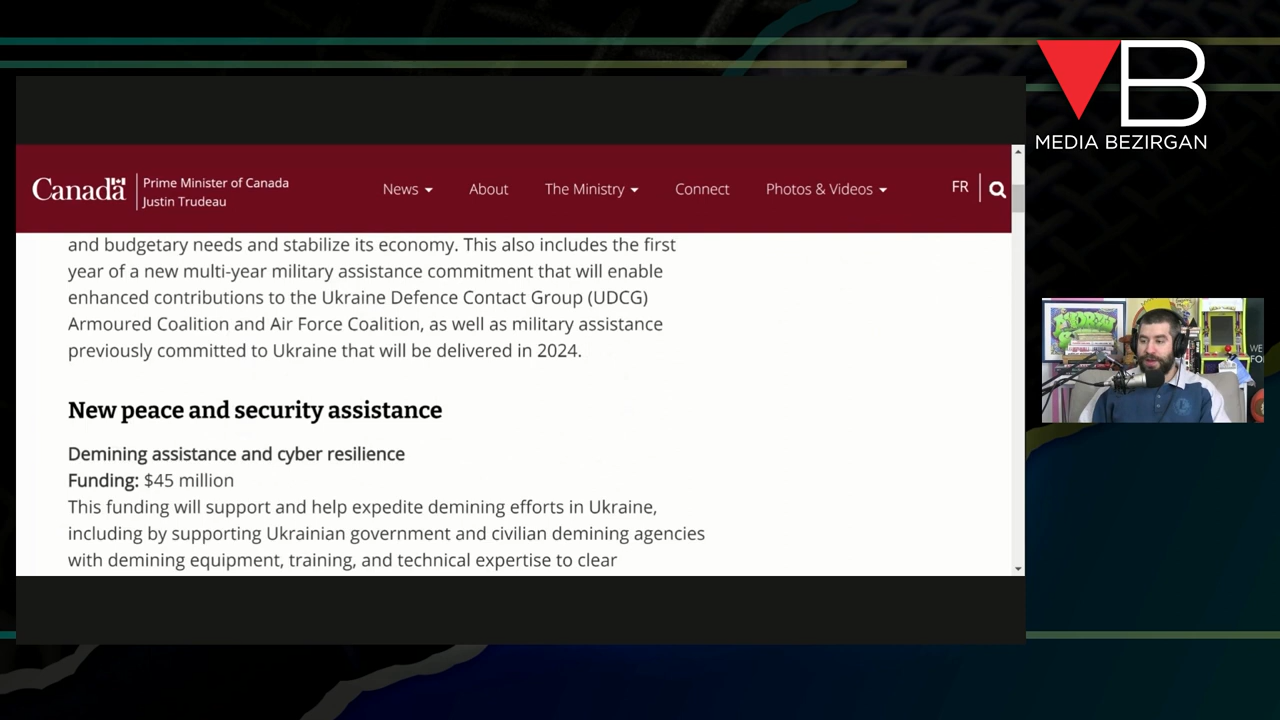 VB
MEDIA BEZIRGAN
Canada
Prime Minister of Canada
Justin Trudeau
News
About
The Ministry
Connect
Photos & Videos
FR
and budgetary needs and stabilize its economy. This also includes the first
year of a new multi-year military assistance commitment that will enable
enhanced contributions to the Ukraine Defence Contact Group (UDCG)
Armoured Coalition and Air Force Coalition, as well as military assistance
previously committed to Ukraine that will be delivered in 2024.
New peace and security assistance
Demining assistance and cyber resilience
Funding: $45 million
This funding will support and help expedite demining efforts in Ukraine,
including by supporting Ukrainian government and civilian demining agencies
with demining equipment, training, and technical expertise to clear
WE
FO